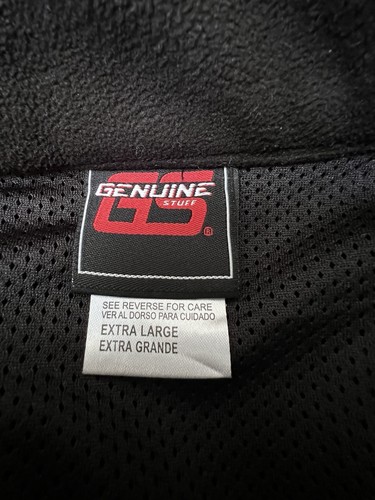 GENUINE
GS
STUFF
®
SEE REVERSE FOR CARE
VER AL DORSO PARA CUIDADO
EXTRA LARGE
EXTRA GRANDE